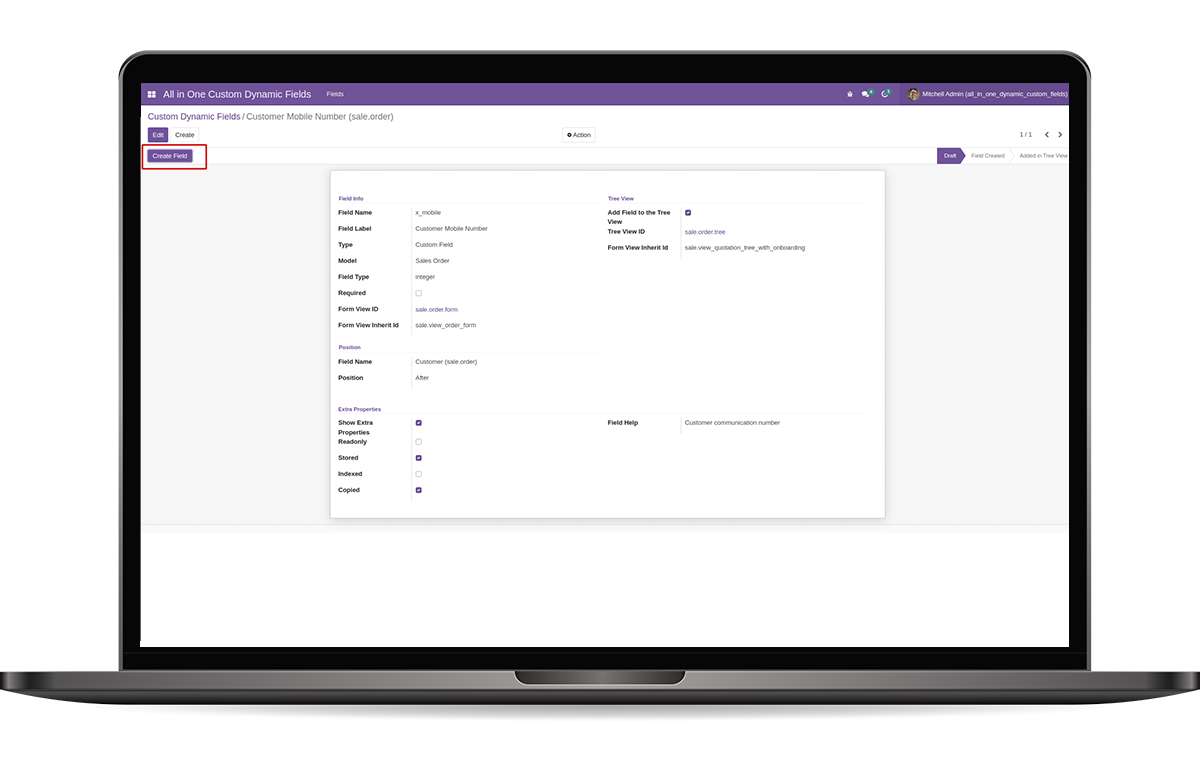 All in One Custom Dynamic Fields Fields 4 Mitchell Admin (all_in_one_dynamic_custom_fields)
Custom Dynamic Fields / Customer Mobile Number (sale.order)
Edit Create Action 1 / 1
Create Field Draft Field Created Added in Tree View
Field Info
Field Name x_mobile
Field Label Customer Mobile Number
Type Custom Field
Model Sales Order
Field Type integer
Required
Form View ID sale.order.form
Form View Inherit Id sale.view_order_form
Tree View
Add Field to the Tree
View
Tree View ID sale.order.tree
Form View Inherit Id sale.view_quotation_tree_with_onboarding
Position
Field Name Customer (sale.order)
Position After
Extra Properties
Show Extra
Properties
Readonly
Stored
Indexed
Copied
Field Help Customer communication number